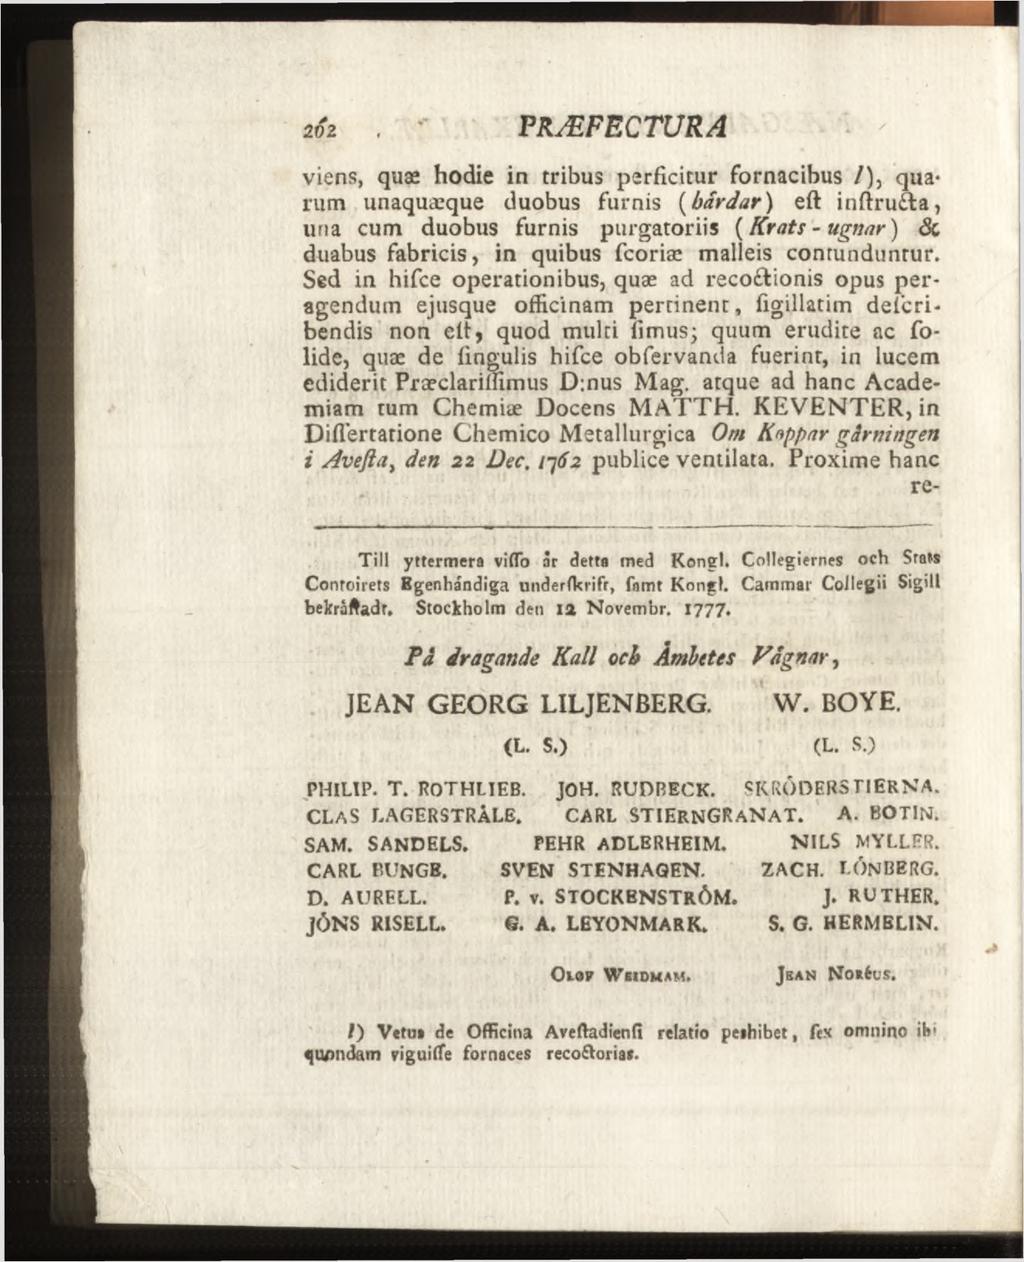 262 PRÆFECTURA
viens, quæ hodie in tribus perficitur fornacibus l), qua-
rum unaquæque duobus furnis (härdar) eſt inſtructa,
una cum duobus furnis purgatoriis (Krats-ugnar) &
duabus fabricis, in quibus ſcoriæ malleis contunduntur.
Sed in hiſce operationibus, quæ ad recoctionis opus per-
agendum ejusque officinam pertinent, ſigillatim deſcri-
bendis non eſt, quod multi ſimus; quum erudite ac ſo-
lide, quæ de ſingulis hiſce obſervanda fuerint, in lucem
ediderit Præclariſſimus D:nus Mag. atque ad hanc Acade-
miam tum Chemiæ Docens MATTH. KEVENTER, in
Diſſertatione Chemico Metallurgica Om Koppar gärningen
i Aveſta, den 22 Dec. 1762 publice ventilata. Proxime hanc
re-
Till yttermera viſſo är detta med Kongl. Collegiernes och Stats
Contoirets Egenhändiga underſkrift, ſamt Kongl. Cammar Collegii Sigill
bekräftadt. Stockholm den 12 Novembr. 1777.
På dragande Kall och Åmbetes Vägnar,
JEAN GEORG LILJENBERG. W. BOYE.
(L. S.) (L. S.)
PHILIP. T. ROTHLIEB. JOH. RUDBECK. SKRÖDERSTIERNA.
CLAS LAGERSTRÅLE. CARL STIERNGRANAT. A. BOTIN.
SAM. SANDELS. PEHR ADLERHEIM. NILS MYLLER.
CARL BUNGE. SVEN STENHAGEN. ZACH. LÖNBERG.
D. AURELL. P. v. STOCKENSTRÖM. J. RUTHER.
JÖNS RISELL. G. A. LEYONMARK. S. G. HERMELIN.
OLOF WEIDMAM. JEAN NORÉUS.
l) Vetus de Officina Aveſtadienſi relatio perhibet, ſex omnino ibi
quondam viguiſſe fornaces recoctorias.